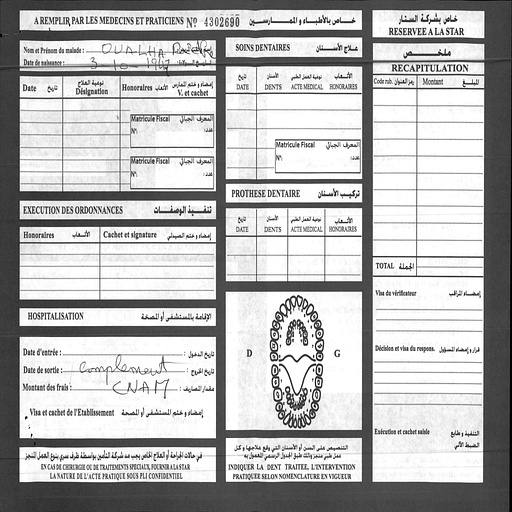 A REMPLIR PAR LES MEDECINS ET PRATICIENS N° 4302690 خاص بالأطباء و الممارسين
Nom et Prénom du malade : OUALHA
Date de naissance : 3-10-19
Date تاريخ
نوعية العلاج Désignation
Honoraires الأتعاب
إمضاء و ختم الممارس V. et cachet
Matricule Fiscal المعرف الجبائي
N°: عدد:
Matricule Fiscal المعرف الجبائي
N°: عدد:
EXECUTION DES ORDONNANCES تنفيذ الوصفات
Honoraires الأتعاب Cachet et signature إمضاء و ختم الصيدلي
HOSPITALISATION الإقامة بالمستشفى أو المصحة
Date d'entrée : تاريخ الدخول :
Date de sortie : complement تاريخ الخروج :
Montant des frais : CNAM مقدار المصاريف :
Visa et cachet de l'Etablissement إمضاء و ختم المستشفى أو المصحة
في حالات الجراحة أو العلاج الخاص يجب مد شركة التأمين بواسطة ظرف سري بنوع العمل المنجز
EN CAS DE CHIRURGIE OU DE TRAITEMENTS SPECIAUX, FOURNIR A LA STAR
LA NATURE DE L'ACTE PRATIQUE SOUS PLI CONFIDENTIEL
SOINS DENTAIRES علاج الأسنان
تاريخ DATE
الأسنان DENTS
نوعية العمل الطبي ACTE MEDICAL
الأتعاب HONORAIRES
Matricule Fiscal المعرف الجبائي
N°: عدد:
PROTHESE DENTAIRE تركيب الأسنان
تاريخ DATE
الأسنان DENTS
نوعية العمل الطبي ACTE MEDICAL
الأتعاب HONORAIRES
D G
التنصيص على السن أو الأسنان التي وقع علاجها و كل
عمل طبي منجز وذلك طبق الجدول الرسمي المعمول به
INDIQUER LA DENT TRAITEE, L'INTERVENTION
PRATIQUEE SELON NOMENCLATURE EN VIGUEUR
خاص بشركة الستار
RESERVEE A LA STAR
ملخص
RECAPITULATION
Code rub. رمز العنوان Montant المبلغ
TOTAL الجملة
Visa du vérificateur إمضاء المراقب
Décision et visa du respons. قرار و إمضاء المسؤول
Exécution et cachet saisie التنفيذ و طابع
الضبط الآلي